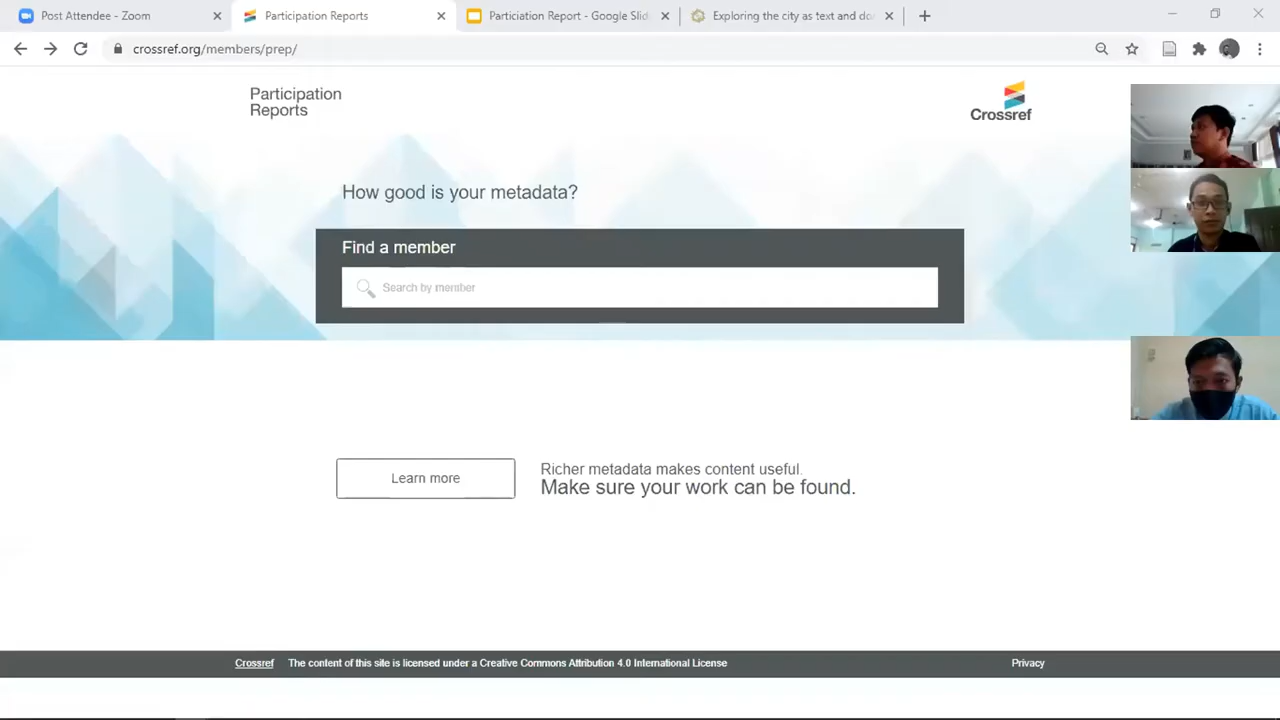 Post Attendee - Zoom
Participation Reports
Particiation Report - Google Slid
Exploring the city as text and do
crossref.org/members/prep/
Participation
Reports
Crossref
How good is your metadata?
Find a member
Search by member
Learn more
Richer metadata makes content useful.
Make sure your work can be found.
Crossref
The content of this site is licensed under a Creative Commons Attribution 4.0 International License
Privacy